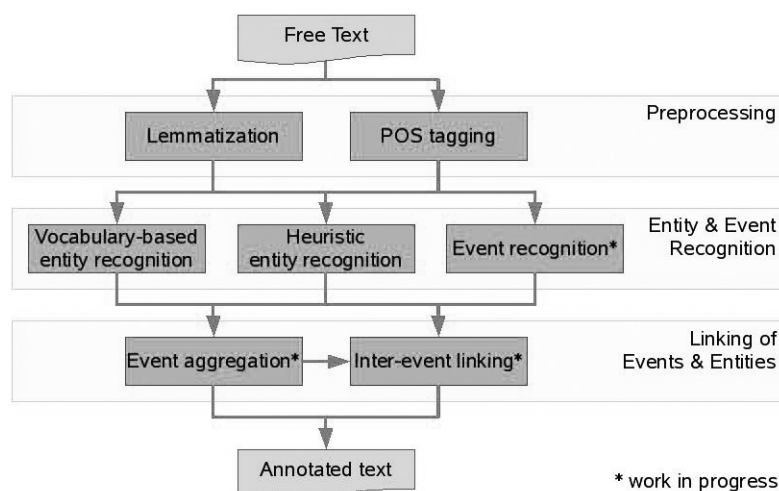 Free Text
Preprocessing
Lemmatization
POS tagging
Vocabulary-based
entity recognition
Heuristic
entity recognition
Event recognition*
Entity & Event
Recognition
Event aggregation*
Inter-event linking*
Linking of
Events & Entities
Annotated text
* work in progress